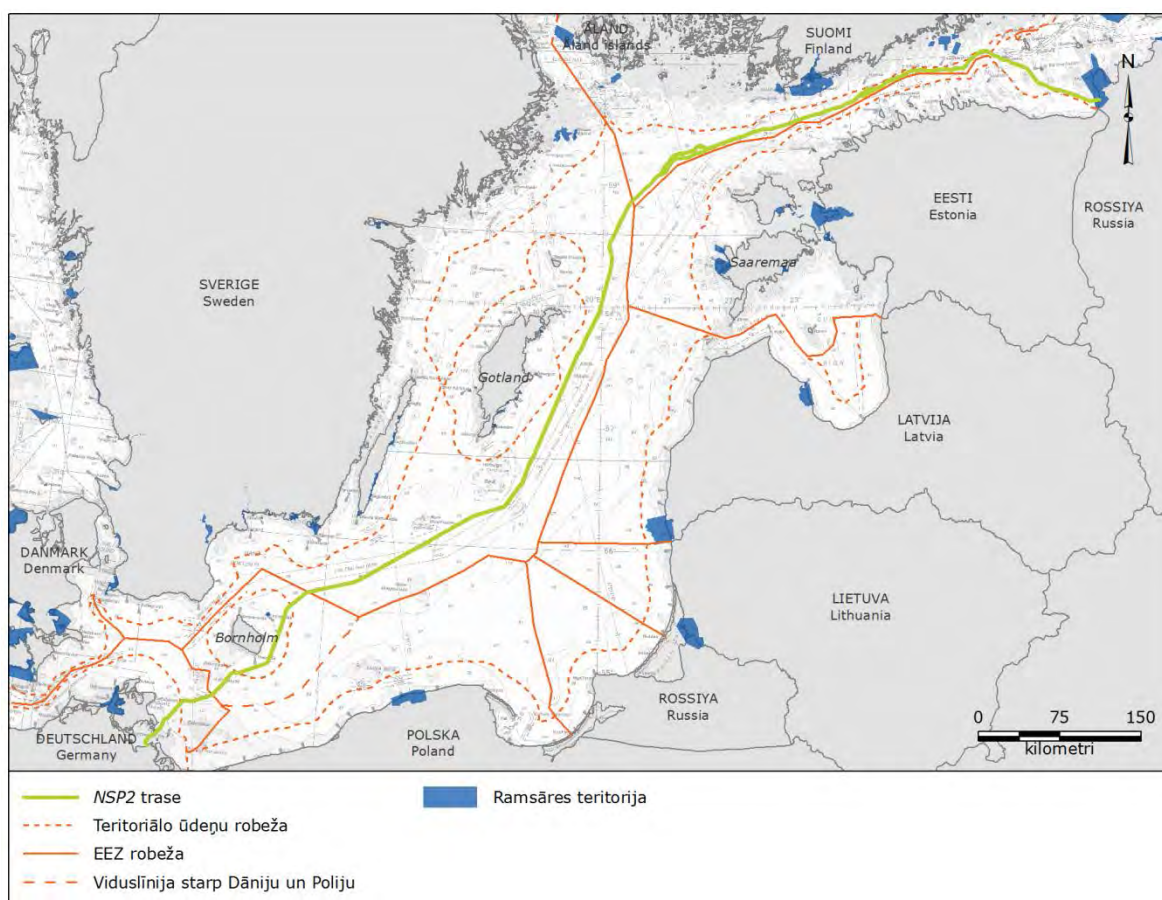 ÅLAND
Åland islands
SUOMI
Finland
N
EESTI
Estonia
ROSSIYA
Russia
SVERIGE
Sweden
Saaremaa
Gotland
LATVIJA
Latvia
DANMARK
Denmark
LIETUVA
Lithuania
Bornholm
ROSSIYA
Russia
DEUTSCHLAND
Germany
POLSKA
Poland
0 75 150
kilometri
NSP2 trase
Ramsāres teritorija
Teritoriālo ūdeņu robeža
EEZ robeža
Viduslīnija starp Dāniju un Poliju